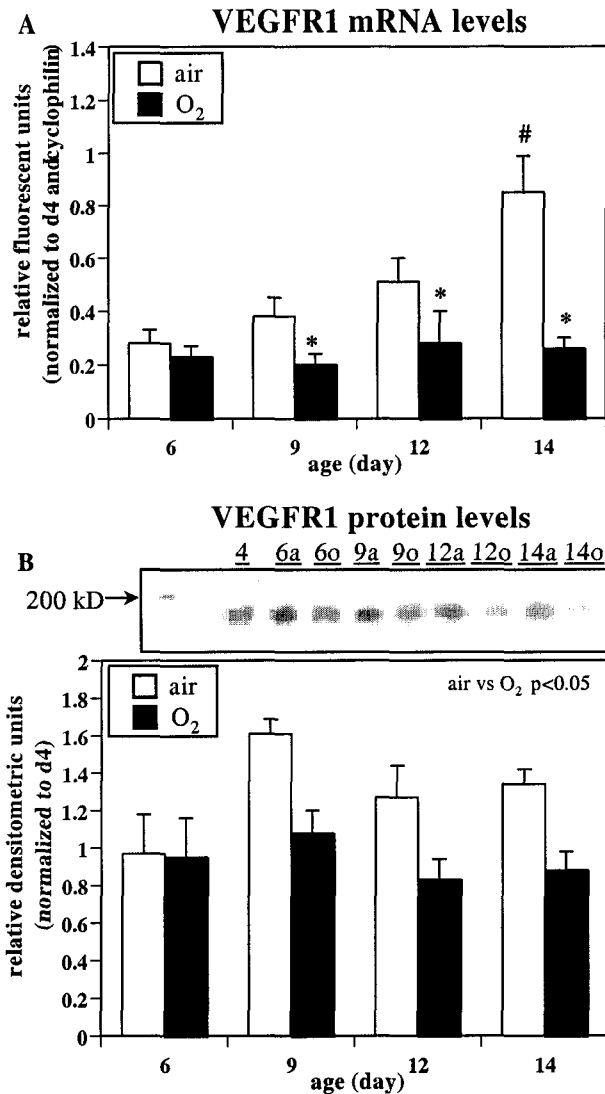 A VEGFR1 mRNA levels
relative fluorescent units
(normalized to d4 andcyclophilin)
1.4
1.2
1
0.8
0.6
0.4
0.2
0
air
O2
*
*
#
*
6 9 12 14
age (day)
VEGFR1 protein levels
B
4 6a 6o 9a 9o 12a 12o 14a 14o
200 kD
relative densitometric units
(normalized to d4)
2
1.8
1.6
1.4
1.2
1
0.8
0.6
0.4
0.2
0
air
O2
air vs O2 p<0.05
6 9 12 14
age (day)